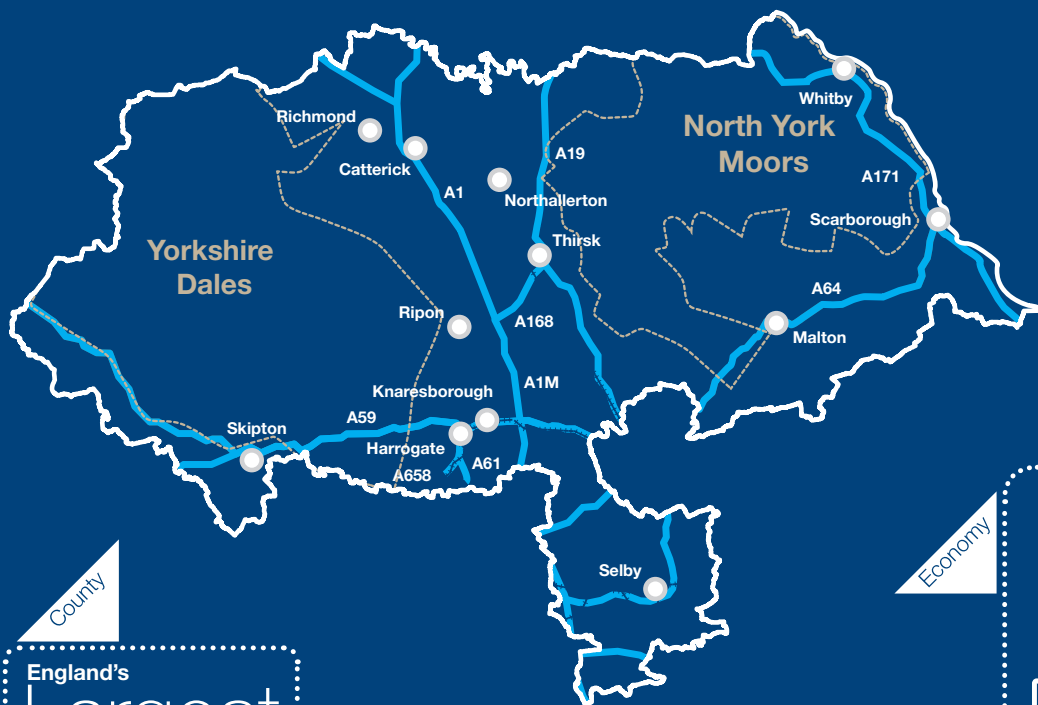 Whitby
Richmond
North York
Moors
A19
Catterick
A171
A1
Northallerton
Scarborough
Thirsk
Yorkshire
Dales
A64
Ripon
A168
Malton
A1M
Knaresborough
A59
Skipton
Harrogate
A61
A658
Economy
Selby
County
England's
Largest